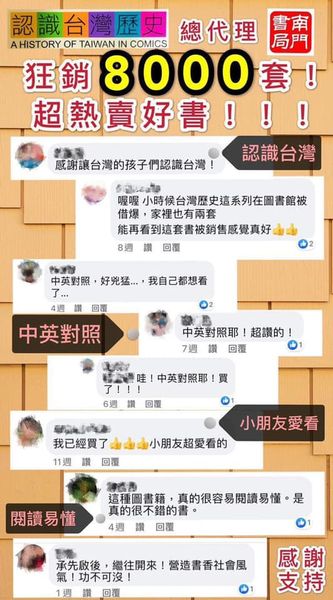 認識台灣歷史
A HISTORY OF TAIWAN IN COMICS
總代理
南門書局
狂銷8000套！
超熱賣好書！！！
感謝讓台灣的孩子們認識台灣！
認識台灣
喔喔 小時候台灣歷史這系列在圖書館被
借爆，家裡也有兩套
能再看到這套書被銷售感覺真好👍👍
8週 讚 回覆
2
中英對照，好兇猛...，我自己都想看
了...
4週 讚 回覆
2
中英對照
中英對照耶！超讚的！
7週 讚 回覆
1
哇！中英對照耶！買
了！！！
6週 讚 回覆
1
小朋友愛看
我已經買了👍👍👍小朋友超愛看的
11週 讚 回覆
1
這種圖書籍，真的很容易閱讀易懂。是
真的很不錯的書。
4週 讚 回覆
1
閱讀易懂
承先啟後，繼往開來！營造書香社會風
氣！功不可沒！
1週 讚 回覆
1
感謝
支持